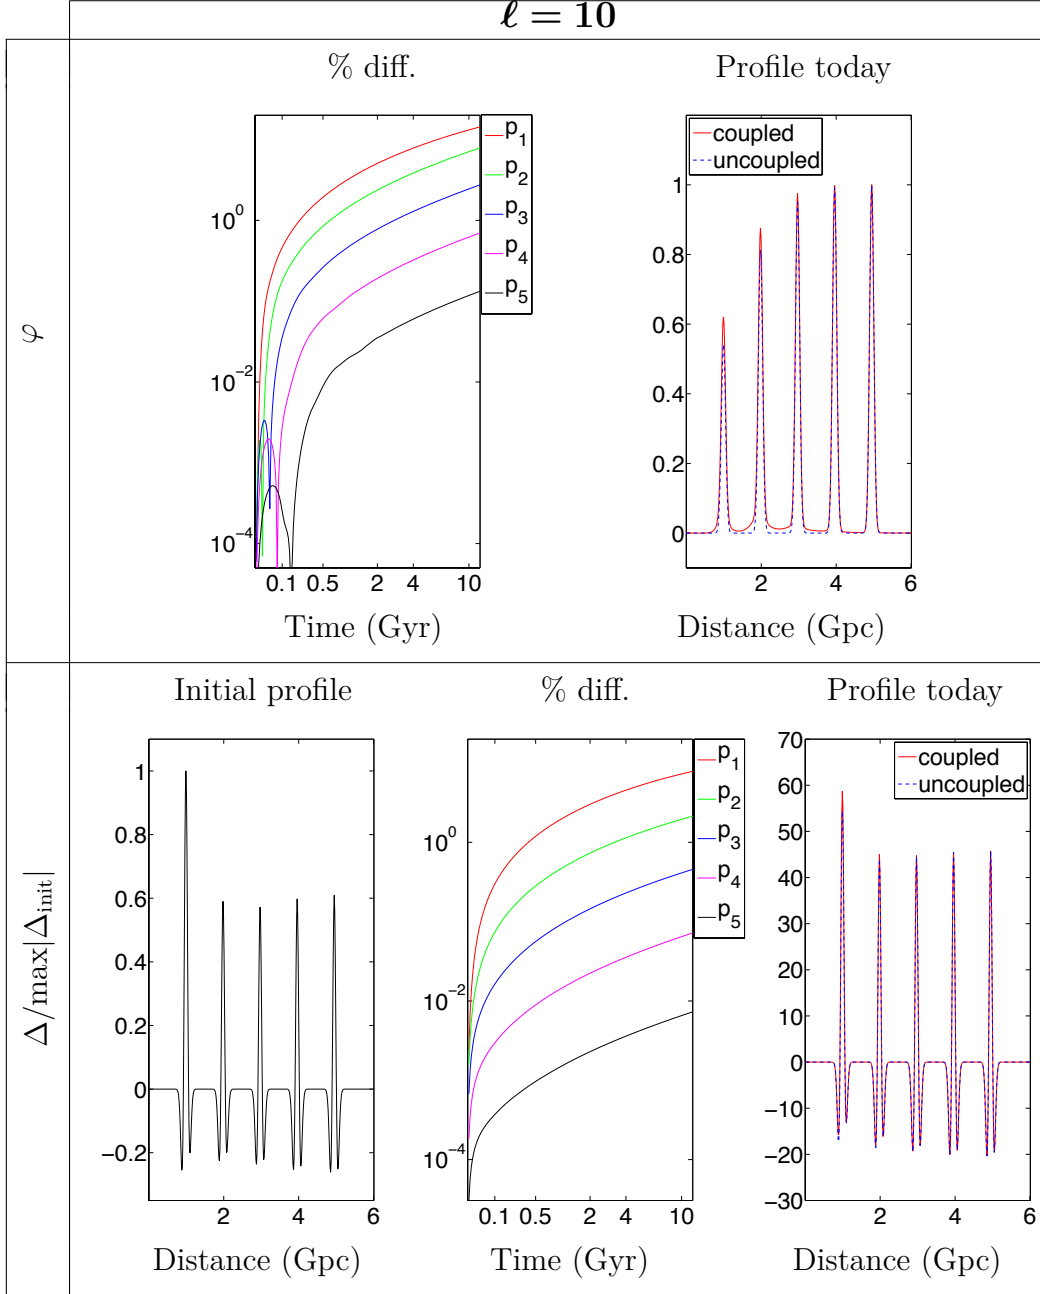 ℓ = 10
φ
% diff.
10⁰
10⁻²
10⁻⁴
0.1 0.5 2 4 10
Time (Gyr)
p₁
p₂
p₃
p₄
p₅
Profile today
coupled
uncoupled
1
0.8
0.6
0.4
0.2
0
2 4 6
Distance (Gpc)
Δ/max|Δ_init|
Initial profile
1
0.8
0.6
0.4
0.2
0
−0.2
2 4 6
Distance (Gpc)
% diff.
10⁰
10⁻²
10⁻⁴
0.1 0.5 2 4 10
Time (Gyr)
p₁
p₂
p₃
p₄
p₅
Profile today
coupled
uncoupled
70
60
50
40
30
20
10
0
−10
−20
−30
2 4 6
Distance (Gpc)